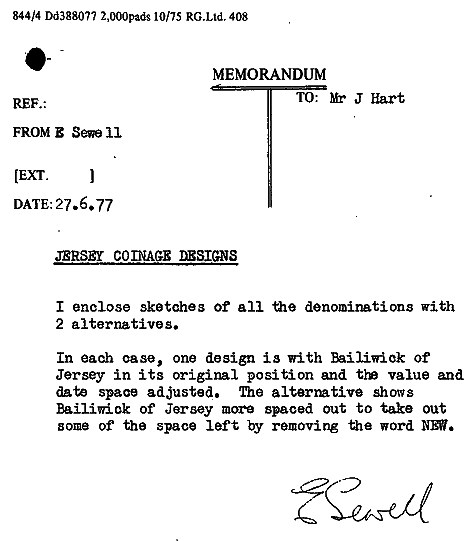 844/4 Dd388077 2,000pads 10/75 RG.Ltd. 408
MEMORANDUM
REF.:
TO: Mr J Hart
FROM E Sewell
[EXT. ]
DATE: 27.6.77
JERSEY COINAGE DESIGNS
I enclose sketches of all the denominations with
2 alternatives.
In each case, one design is with Bailiwick of
Jersey in its original position and the value and
date space adjusted. The alternative shows
Bailiwick of Jersey more spaced out to take out
some of the space left by removing the word NEW.
E Sewell